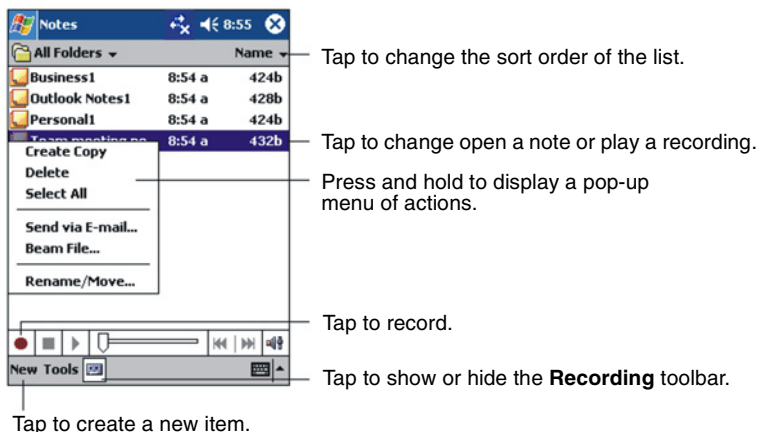 Notes 8:55
All Folders Name
Tap to change the sort order of the list.
Business1 8:54 a 424b
Outlook Notes1 8:54 a 428b
Personal1 8:54 a 424b
Team meeting no 8:54 a 432b
Tap to change open a note or play a recording.
Create Copy
Delete
Select All
Send via E-mail...
Beam File...
Rename/Move...
Press and hold to display a pop-up
menu of actions.
Tap to record.
New Tools
Tap to show or hide the Recording toolbar.
Tap to create a new item.